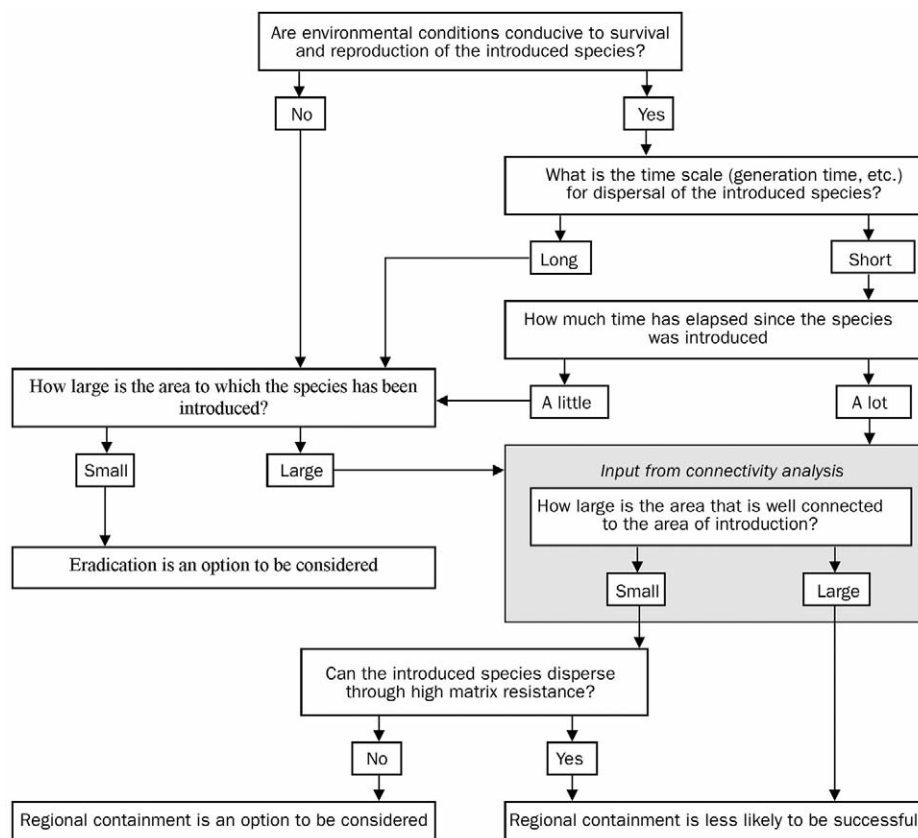 Are environmental conditions conducive to survival
and reproduction of the introduced species?
No
Yes
What is the time scale (generation time, etc.)
for dispersal of the introduced species?
Long
Short
How much time has elapsed since the species
was introduced
How large is the area to which the species has been
introduced?
A little
A lot
Small
Large
Input from connectivity analysis
How large is the area that is well connected
to the area of introduction?
Eradication is an option to be considered
Small
Large
Can the introduced species disperse
through high matrix resistance?
No
Yes
Regional containment is an option to be considered
Regional containment is less likely to be successful